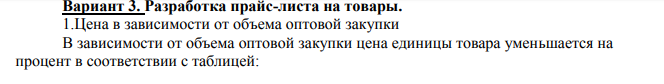 Вариант 3. Разработка прайс-листа на товары.
1.Цена в зависимости от объема оптовой закупки
В зависимости от объема оптовой закупки цена единицы товара уменьшается на
процент в соответствии с таблицей: